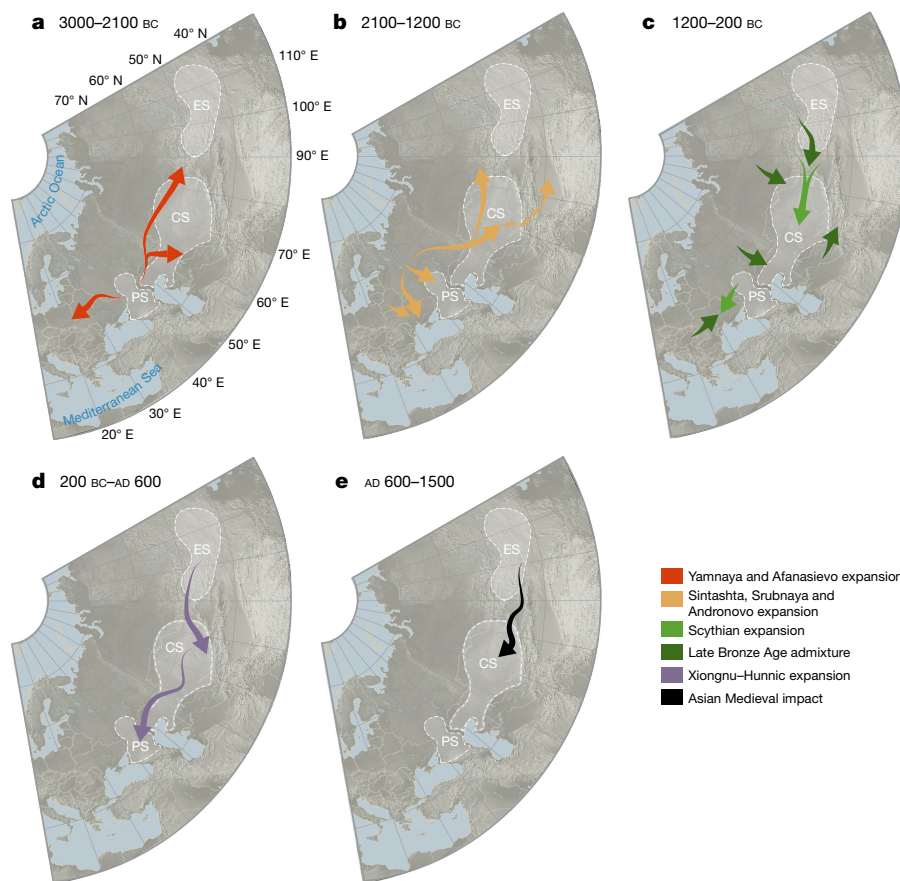 a 3000–2100 BC
40° N
50° N
60° N
70° N
110° E
100° E
90° E
70° E
60° E
50° E
40° E
30° E
20° E
Arctic Ocean
Mediterranean Sea
ES
CS
PS
b 2100–1200 BC
ES
CS
PS
c 1200–200 BC
ES
CS
PS
d 200 BC–AD 600
ES
CS
PS
e AD 600–1500
ES
CS
PS
Yamnaya and Afanasievo expansion
Sintashta, Srubnaya and
Andronovo expansion
Scythian expansion
Late Bronze Age admixture
Xiongnu–Hunnic expansion
Asian Medieval impact